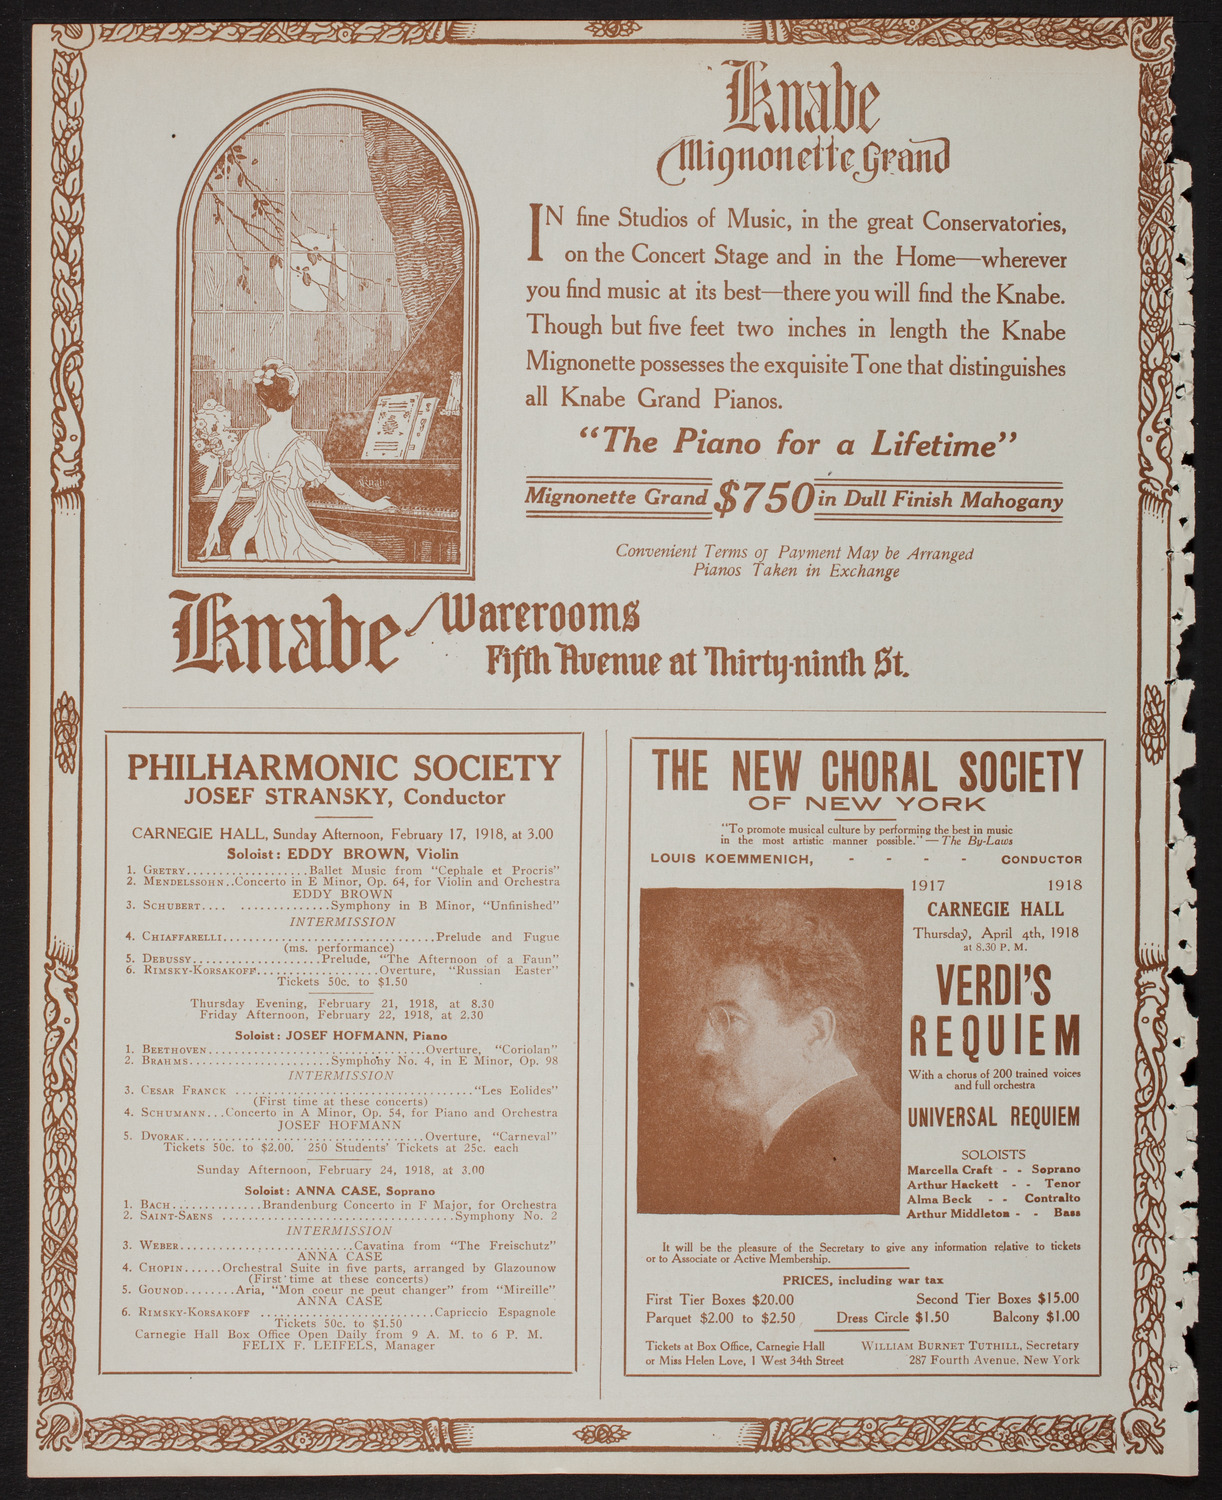 Knabe
Mignonette Grand
IN fine Studios of Music, in the great Conservatories,
on the Concert Stage and in the Home—wherever
you find music at its best—there you will find the Knabe.
Though but five feet two inches in length the Knabe
Mignonette possesses the exquisite Tone that distinguishes
all Knabe Grand Pianos.
"The Piano for a Lifetime"
Mignonette Grand $750 in Dull Finish Mahogany
Convenient Terms of Payment May be Arranged
Pianos Taken in Exchange
Knabe
Knabe Warerooms
Fifth Avenue at Thirty-ninth St.
PHILHARMONIC SOCIETY
JOSEF STRANSKY, Conductor
CARNEGIE HALL, Sunday Afternoon, February 17, 1918, at 3.00
Soloist: EDDY BROWN, Violin
1. GRETRY....................Ballet Music from "Cephale et Procris"
2. MENDELSSOHN..Concerto in E Minor, Op. 64, for Violin and Orchestra
EDDY BROWN
3. SCHUBERT.... ..............Symphony in B Minor, "Unfinished"
INTERMISSION
4. CHIAFFARELLI.................................Prelude and Fugue
(ms. performance)
5. DEBUSSY....................Prelude, "The Afternoon of a Faun"
6. RIMSKY-KORSAKOFF...................Overture, "Russian Easter"
Tickets 50c. to $1.50
Thursday Evening, February 21, 1918, at 8.30
Friday Afternoon, February 22, 1918, at 2.30
Soloist: JOSEF HOFMANN, Piano
1. BEETHOVEN..................................Overture, "Coriolan"
2. BRAHMS......................Symphony No. 4, in E Minor, Op. 98
INTERMISSION
3. CESAR FRANCK ......................................"Les Eolides"
(First time at these concerts)
4. SCHUMANN...Concerto in A Minor, Op. 54, for Piano and Orchestra
JOSEF HOFMANN
5. DVORAK.....................................Overture, "Carneval"
Tickets 50c. to $2.00. 250 Students' Tickets at 25c. each
Sunday Afternoon, February 24, 1918, at 3.00
Soloist: ANNA CASE, Soprano
1. BACH..............Brandenburg Concerto in F Major, for Orchestra
2. SAINT-SAENS ....................................Symphony No. 2
INTERMISSION
3. WEBER...........................Cavatina from "The Freischutz"
ANNA CASE
4. CHOPIN......Orchestral Suite in five parts, arranged by Glazounow
(First time at these concerts)
5. GOUNOD........Aria, "Mon coeur ne peut changer" from "Mireille"
ANNA CASE
6. RIMSKY-KORSAKOFF ...........................Capriccio Espagnole
Tickets 50c. to $1.50
Carnegie Hall Box Office Open Daily from 9 A. M. to 6 P. M.
FELIX F. LEIFELS, Manager
THE NEW CHORAL SOCIETY
OF NEW YORK
"To promote musical culture by performing the best in music
in the most artistic manner possible."—The By-Laws
LOUIS KOEMMENICH, - - - - CONDUCTOR
1917 1918
CARNEGIE HALL
Thursday, April 4th, 1918
at 8.30 P. M.
VERDI'S
REQUIEM
With a chorus of 200 trained voices
and full orchestra
UNIVERSAL REQUIEM
SOLOISTS
Marcella Craft - - Soprano
Arthur Hackett - - Tenor
Alma Beck - - Contralto
Arthur Middleton - - Bass
It will be the pleasure of the Secretary to give any information relative to tickets
or to Associate or Active Membership.
PRICES, including war tax
First Tier Boxes $20.00 Second Tier Boxes $15.00
Parquet $2.00 to $2.50 Dress Circle $1.50 Balcony $1.00
Tickets at Box Office, Carnegie Hall WILLIAM BURNET TUTHILL, Secretary
or Miss Helen Love, 1 West 34th Street 287 Fourth Avenue, New York